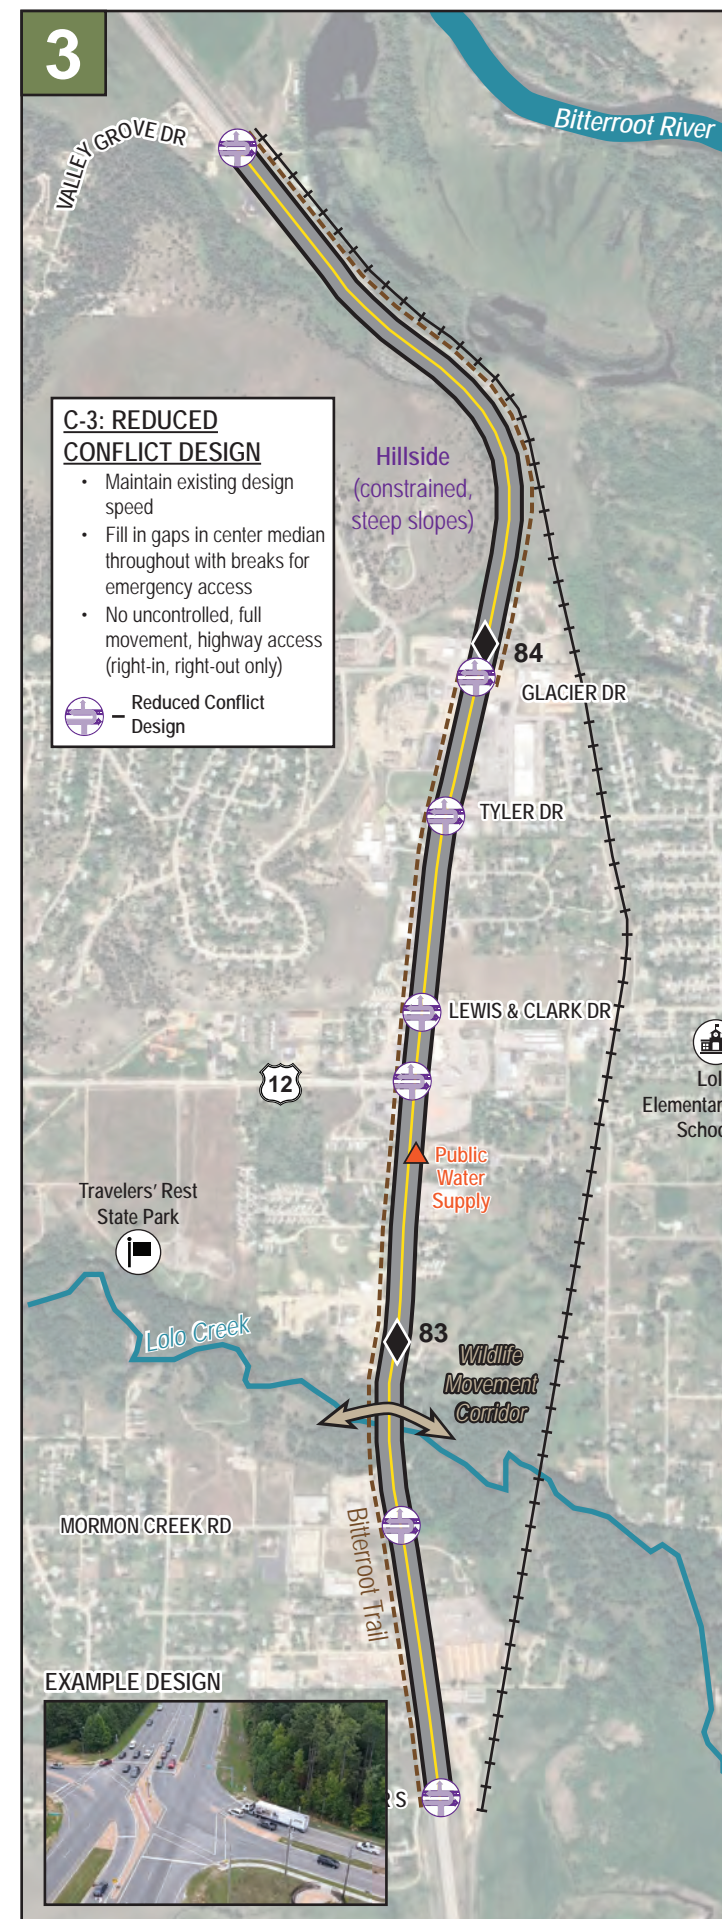 3
Bitterroot River
VALLEY GROVE DR
C-3: REDUCED
CONFLICT DESIGN
• Maintain existing design
speed
• Fill in gaps in center median
throughout with breaks for
emergency access
• No uncontrolled, full
movement, highway access
(right-in, right-out only)
– Reduced Conflict
Design
Hillside
(constrained,
steep slopes)
84
GLACIER DR
TYLER DR
LEWIS & CLARK DR
12
Lol
Elementar
Schoo
Public
Water
Supply
Travelers' Rest
State Park
Lolo Creek
83
Wildlife
Movement
Corridor
MORMON CREEK RD
Bitterroot Trail
EXAMPLE DESIGN
S